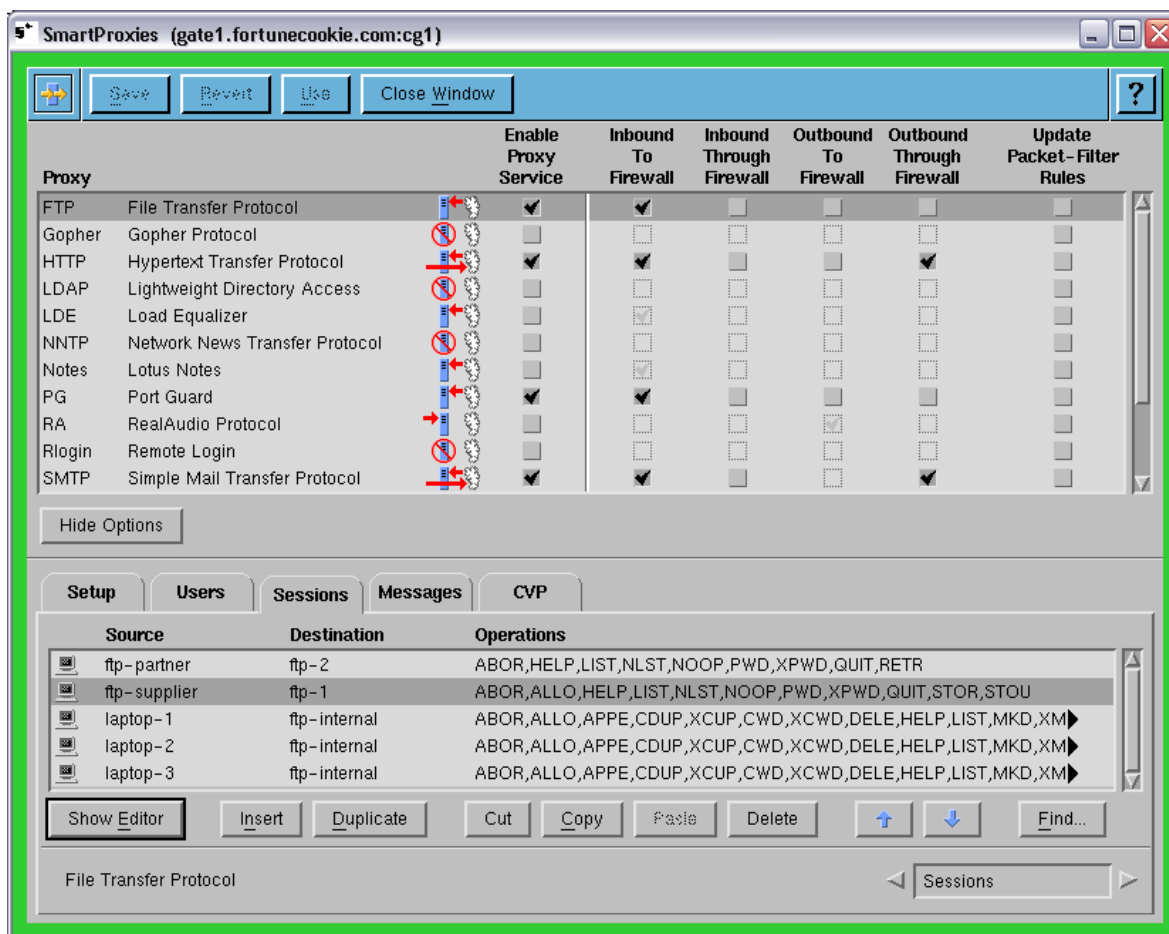 SmartProxies (gate1.fortunecookie.com:cg1)
Save Revert Use Close Window ?
Proxy Enable Proxy Service Inbound To Firewall Inbound Through Firewall Outbound To Firewall Outbound Through Firewall Update Packet-Filter Rules
FTP File Transfer Protocol
Gopher Gopher Protocol
HTTP Hypertext Transfer Protocol
LDAP Lightweight Directory Access
LDE Load Equalizer
NNTP Network News Transfer Protocol
Notes Lotus Notes
PG Port Guard
RA RealAudio Protocol
Rlogin Remote Login
SMTP Simple Mail Transfer Protocol
Hide Options
Setup Users Sessions Messages CVP
Source Destination Operations
ftp-partner ftp-2 ABOR,HELP,LIST,NLST,NOOP,PWD,XPWD,QUIT,RETR
ftp-supplier ftp-1 ABOR,ALLO,HELP,LIST,NLST,NOOP,PWD,XPWD,QUIT,STOR,STOU
laptop-1 ftp-internal ABOR,ALLO,APPE,CDUP,XCUP,CWD,XCWD,DELE,HELP,LIST,MKD,XM
laptop-2 ftp-internal ABOR,ALLO,APPE,CDUP,XCUP,CWD,XCWD,DELE,HELP,LIST,MKD,XM
laptop-3 ftp-internal ABOR,ALLO,APPE,CDUP,XCUP,CWD,XCWD,DELE,HELP,LIST,MKD,XM
Show Editor Insert Duplicate Cut Copy Paste Delete Find...
File Transfer Protocol Sessions